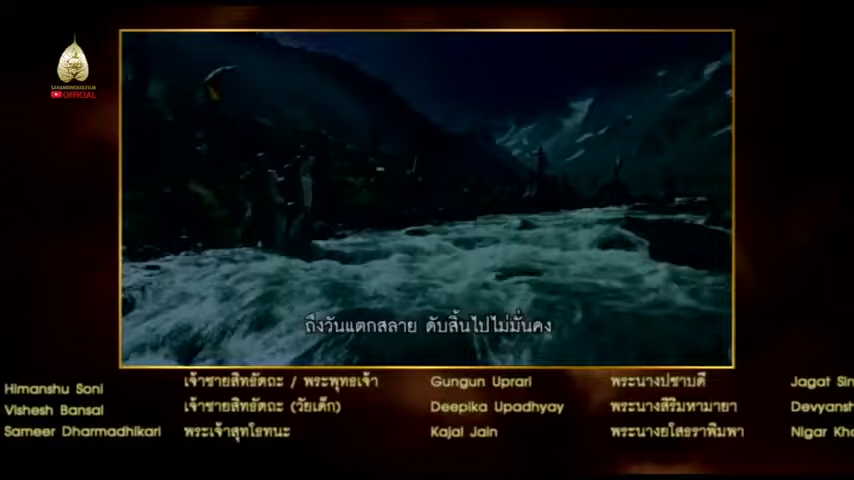 SAHAMONGKOLFILM
OFFICIAL
ถึงวันแตกสลาย ดับสิ้นไปไม่มั่นคง
Himanshu Soni เจ้าชายสิทธัตถะ / พระพุทธเจ้า Gungun Uprari พระนางปชาบดี Jagat Sin
Vishesh Bansal เจ้าชายสิทธัตถะ (วัยเด็ก) Deepika Upadhyay พระนางสิริมหามายา Devyansh
Sameer Dharmadhikari พระเจ้าสุทโธทนะ Kajal Jain พระนางยโสธราพิมพา Nigar Kha